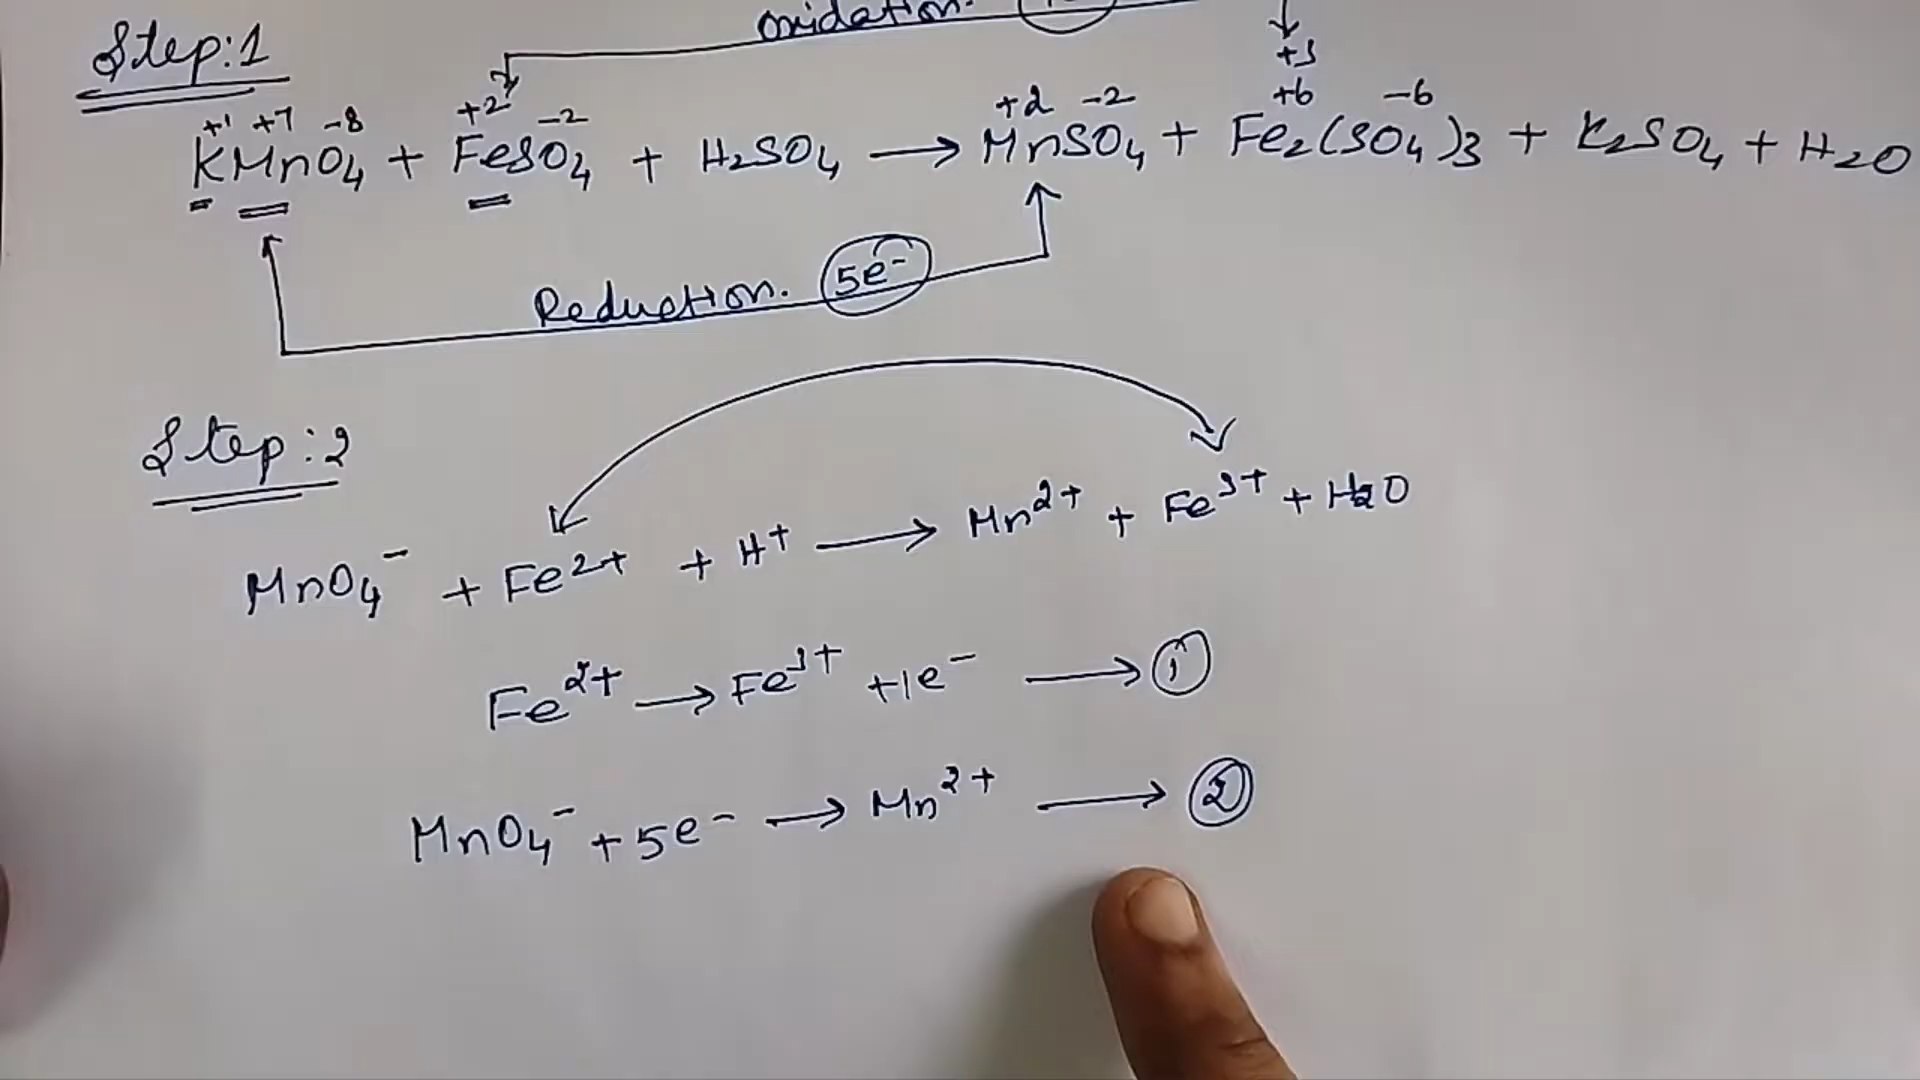 Step:1
oxidation.
+3
+1 +7 -8 +2 -2 +2 -2 +6 -6
KMnO4 + FeSO4 + H2SO4 ⟶ MnSO4 + Fe2(SO4)3 + K2SO4 + H2O
Reduction. 5e⁻
Step:2
MnO4⁻ + Fe²⁺ + H⁺ ⟶ Mn²⁺ + Fe³⁺ + H2O
Fe²⁺ ⟶ Fe³⁺ +1e⁻ ⟶ 1
MnO4⁻ + 5e⁻ ⟶ Mn²⁺ ⟶ 2